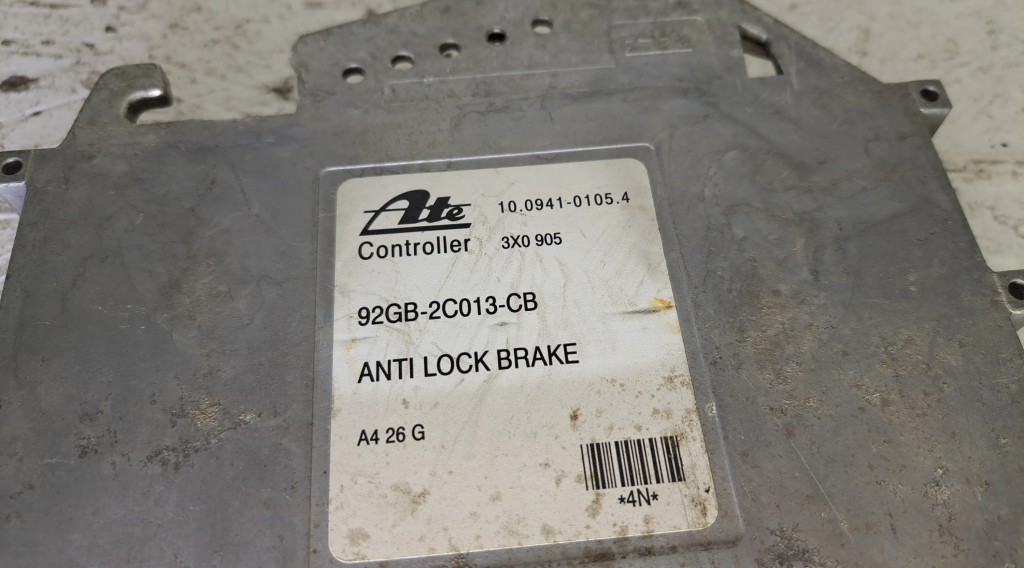 Ate 10.0941-0105.4
Controller 3X0 905
92GB-2C013-CB
ANTI LOCK BRAKE
A4 26 G
*4N*